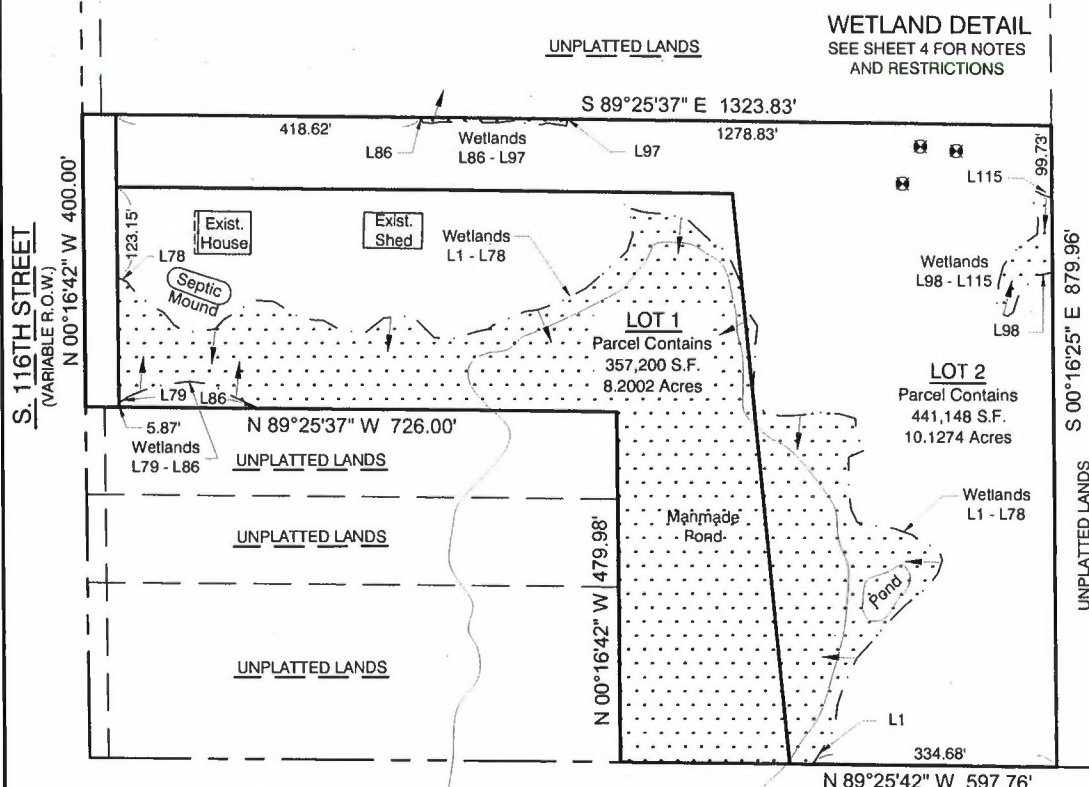 WETLAND DETAIL
SEE SHEET 4 FOR NOTES
AND RESTRICTIONS
UNPLATTED LANDS
S 89°25'37" E 1323.83'
418.62'
1278.83'
L86
Wetlands
L86 - L97
L97
99.73'
L115
S. 116TH STREET
(VARIABLE R.O.W.)
N 00°16'42" W 400.00'
123.15'
L78
Exist.
House
Exist.
Shed
Septic
Mound
Wetlands
L1 - L78
Wetlands
L98 - L115
L98
S 00°16'25" E 879.96'
LOT 1
Parcel Contains
357,200 S.F.
8.2002 Acres
LOT 2
Parcel Contains
441,148 S.F.
10.1274 Acres
L79
L86
5.87'
Wetlands
L79 - L86
N 89°25'37" W 726.00'
UNPLATTED LANDS
UNPLATTED LANDS
UNPLATTED LANDS
N 00°16'42" W 479.98'
Manmade
Pond
Wetlands
L1 - L78
Pond
UNPLATTED LANDS
L1
334.68'
N 89°25'42" W 597.76'